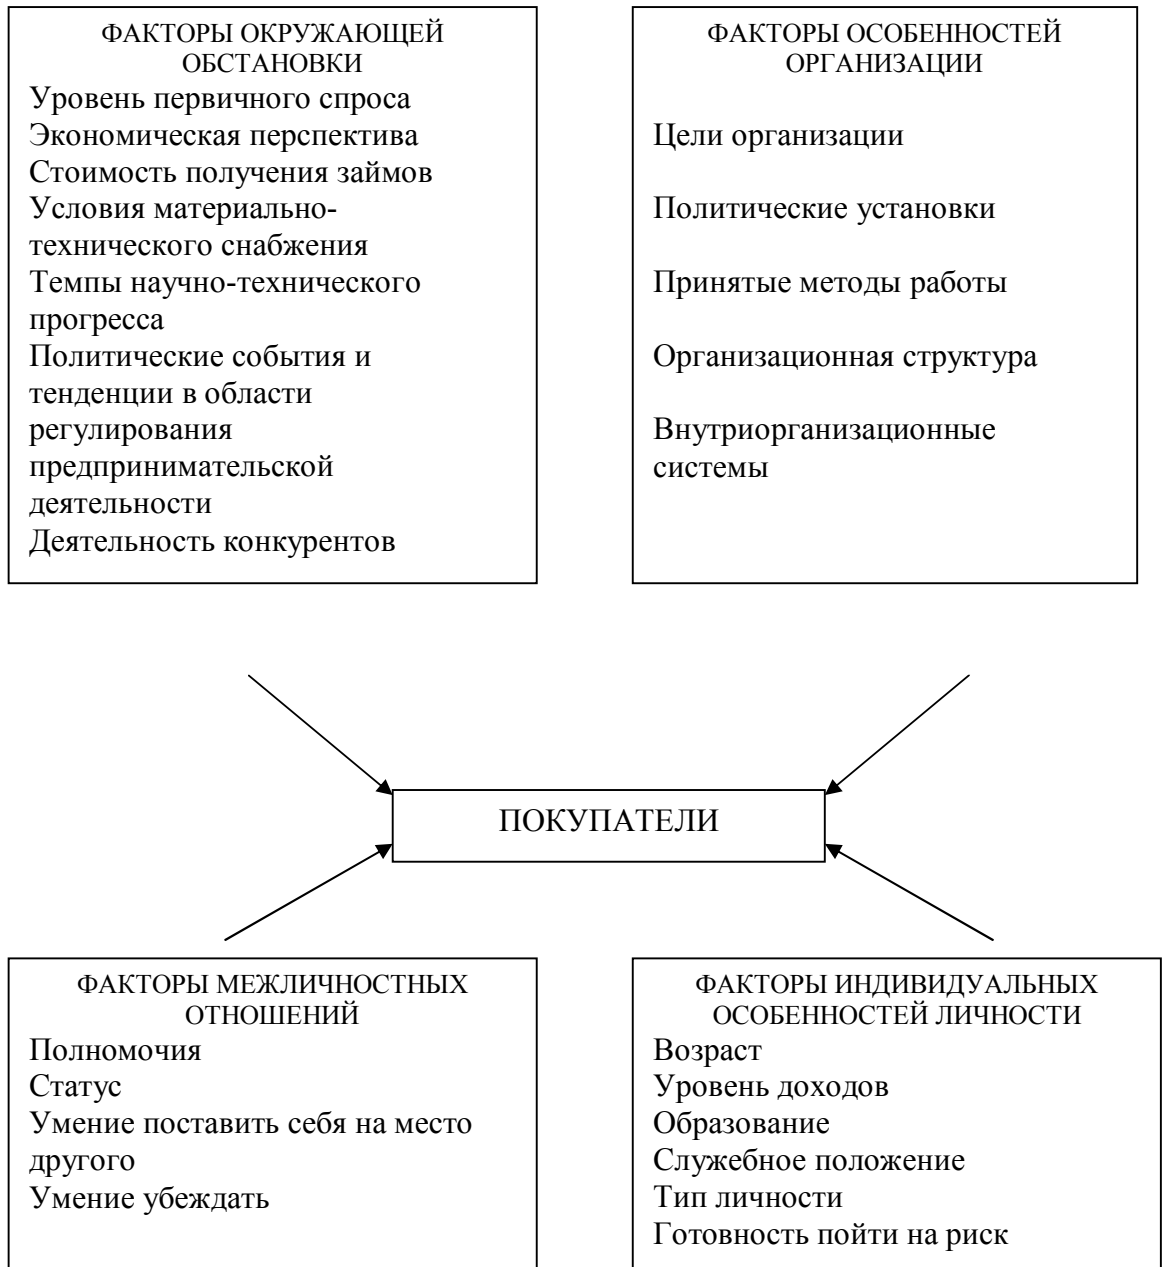 ФАКТОРЫ ОКРУЖАЮЩЕЙ
ОБСТАНОВКИ
Уровень первичного спроса
Экономическая перспектива
Стоимость получения займов
Условия материально-
технического снабжения
Темпы научно-технического
прогресса
Политические события и
тенденции в области
регулирования
предпринимательской
деятельности
Деятельность конкурентов
ФАКТОРЫ ОСОБЕННОСТЕЙ
ОРГАНИЗАЦИИ
Цели организации
Политические установки
Принятые методы работы
Организационная структура
Внутриорганизационные
системы
ПОКУПАТЕЛИ
ФАКТОРЫ МЕЖЛИЧНОСТНЫХ
ОТНОШЕНИЙ
Полномочия
Статус
Умение поставить себя на место
другого
Умение убеждать
ФАКТОРЫ ИНДИВИДУАЛЬНЫХ
ОСОБЕННОСТЕЙ ЛИЧНОСТИ
Возраст
Уровень доходов
Образование
Служебное положение
Тип личности
Готовность пойти на риск